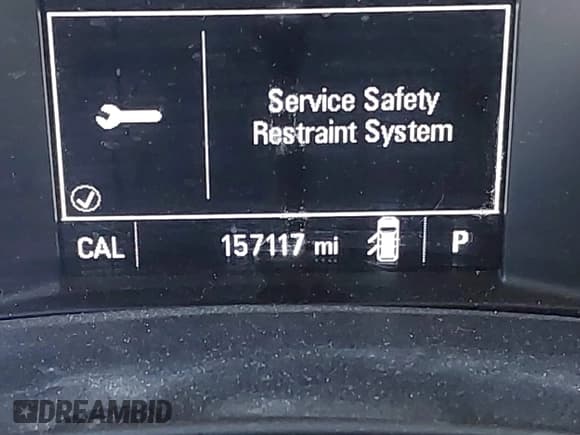 Service Safety
Restraint System
CAL 157117 mi P
DREAMBID